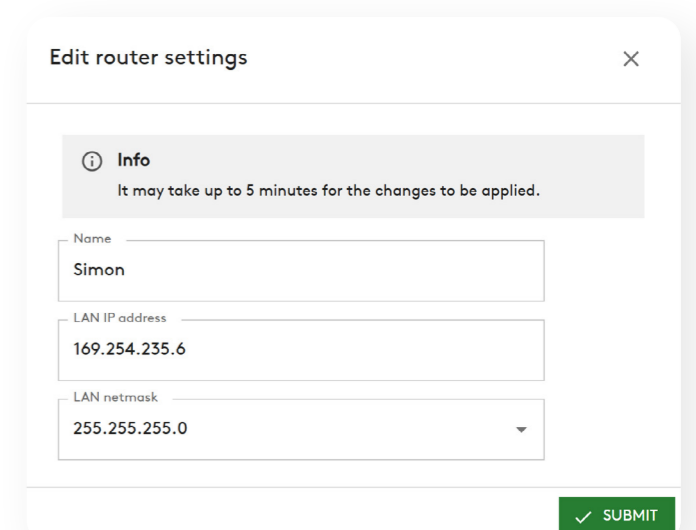 Edit router settings
Info
It may take up to 5 minutes for the changes to be applied.
Name
Simon
LAN IP address
169.254.235.6
LAN netmask
255.255.255.0
SUBMIT